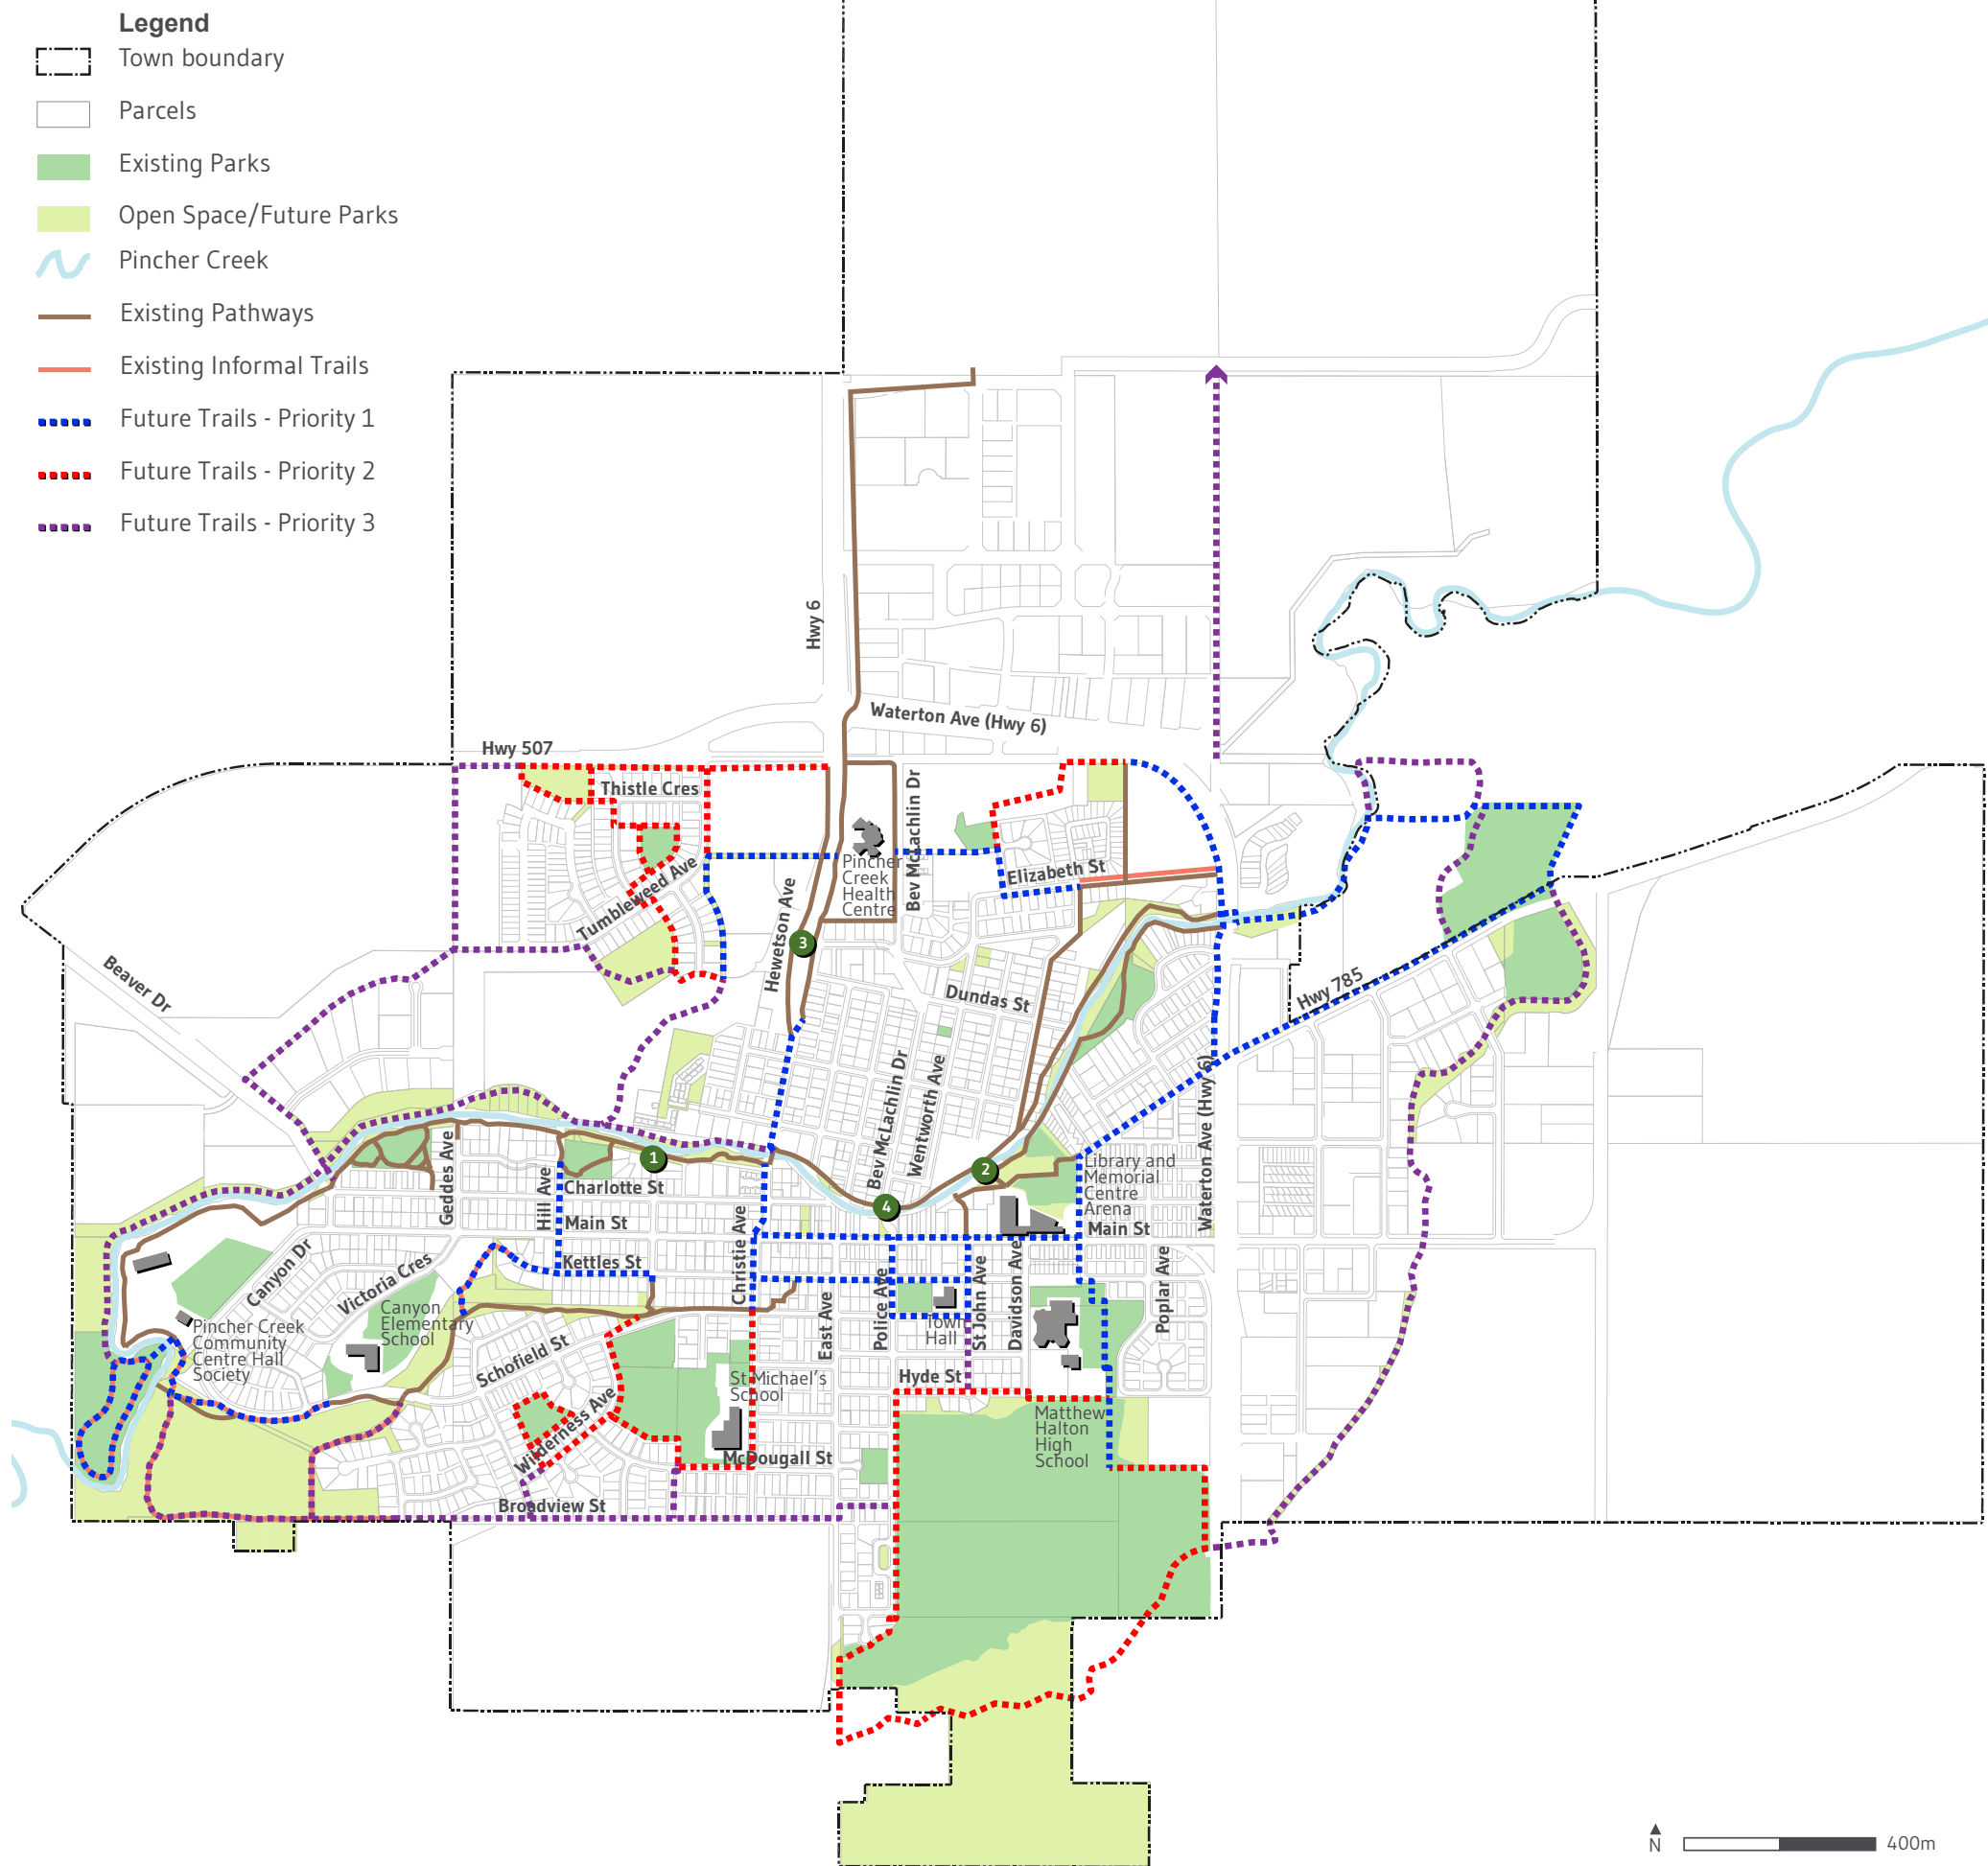 Legend
Town boundary
Parcels
Existing Parks
Open Space/Future Parks
Pincher Creek
Existing Pathways
Existing Informal Trails
Future Trails - Priority 1
Future Trails - Priority 2
Future Trails - Priority 3
Hwy 6
Waterton Ave (Hwy 6)
Hwy 507
Thistle Cres
Bev McLachlin Dr
Pincher
Creek
Health
Centre
Elizabeth St
Tumbleweed Ave
Hewetson Ave
3
Beaver Dr
Dundas St
Hwy 785
Bev McLachlin Dr
Wentworth Ave
Waterton Ave (Hwy 6)
Geddes Ave
Hill Ave
1
2
4
Charlotte St
Library and
Memorial
Centre
Arena
Main St
Main St
Christie Ave
Kettles St
Canyon Dr
Victoria Cres
Canyon
Elementary
School
East Ave
Police Ave
St John Ave
Davidson Ave
Poplar Ave
Town
Hall
Pincher Creek
Community
Centre Hall
Society
Schofield St
Hyde St
St Michael's
School
Wilderness Ave
Matthew
Halton
High
School
McDougall St
Broadview St
N
400m